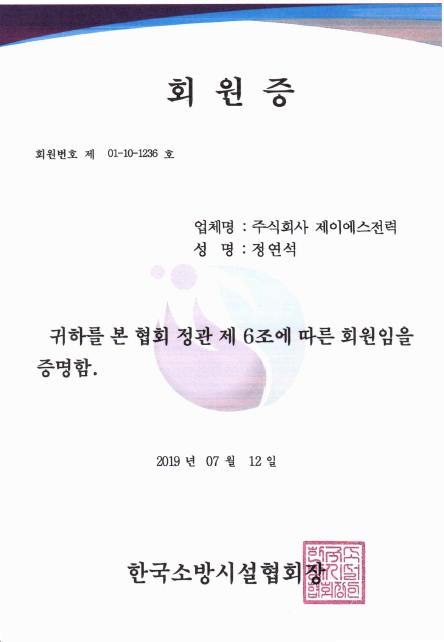 회 원 증
회원번호 제 01-10-1236 호
업체명 : 주식회사 제이에스전력
성 명 : 정연석
귀하를 본 협회 정관 제 6조에 따른 회원임을
증명함.
2019 년 07 월 12 일
한국소방시설협회장